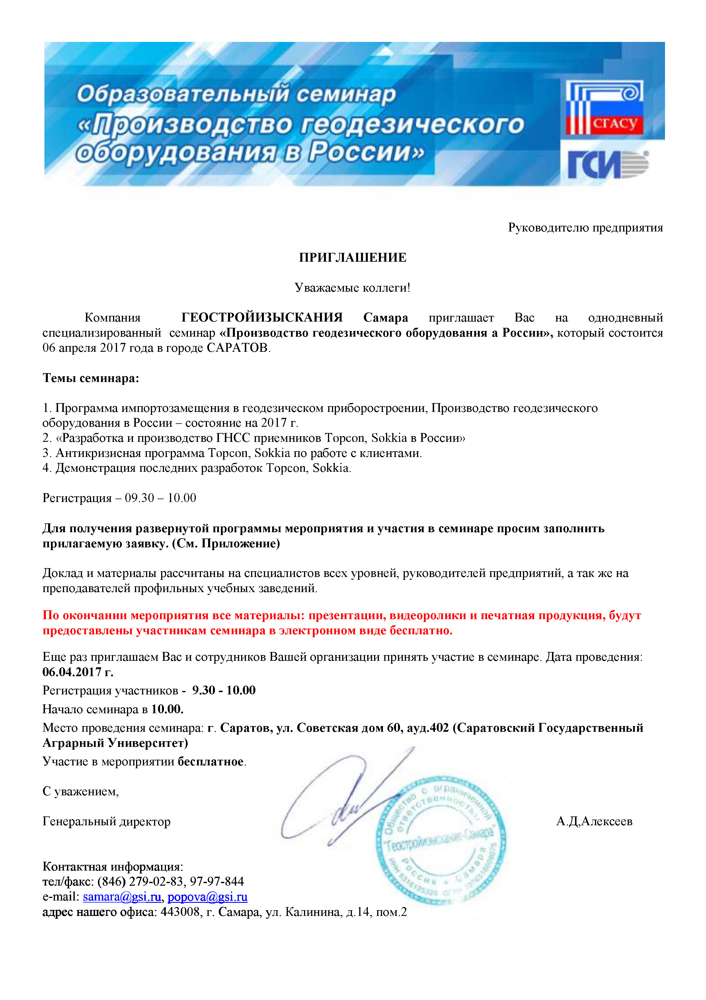 Образовательный семинар
«Производство геодезического
оборудования в России»
СГАСУ
ГСИ®
Руководителю предприятия
ПРИГЛАШЕНИЕ
Уважаемые коллеги!
Компания ГЕОСТРОЙИЗЫСКАНИЯ Самара приглашает Вас на однодневный
специализированный семинар «Производство геодезического оборудования а России», который состоится
06 апреля 2017 года в городе САРАТОВ.
Темы семинара:
1. Программа импортозамещения в геодезическом приборостроении, Производство геодезического
оборудования в России – состояние на 2017 г.
2. «Разработка и производство ГНСС приемников Topcon, Sokkia в России»
3. Антикризисная программа Topcon, Sokkia по работе с клиентами.
4. Демонстрация последних разработок Topcon, Sokkia.
Регистрация – 09.30 – 10.00
Для получения развернутой программы мероприятия и участия в семинаре просим заполнить
прилагаемую заявку. (См. Приложение)
Доклад и материалы рассчитаны на специалистов всех уровней, руководителей предприятий, а так же на
преподавателей профильных учебных заведений.
По окончании мероприятия все материалы: презентации, видеоролики и печатная продукция, будут
предоставлены участникам семинара в электронном виде бесплатно.
Еще раз приглашаем Вас и сотрудников Вашей организации принять участие в семинаре. Дата проведения:
06.04.2017 г.
Регистрация участников - 9.30 - 10.00
Начало семинара в 10.00.
Место проведения семинара: г. Саратов, ул. Советская дом 60, ауд.402 (Саратовский Государственный
Аграрный Университет)
Участие в мероприятии бесплатное.
С уважением,
Генеральный директор
А.Д,Алексеев
Общество с ограниченной
ответственностью
"Геостройизыскания-Самара"
Россия • Самара
Контактная информация:
тел/факс: (846) 279-02-83, 97-97-844
e-mail: samara@gsi.ru, popova@gsi.ru
адрес нашего офиса: 443008, г. Самара, ул. Калинина, д.14, пом.2